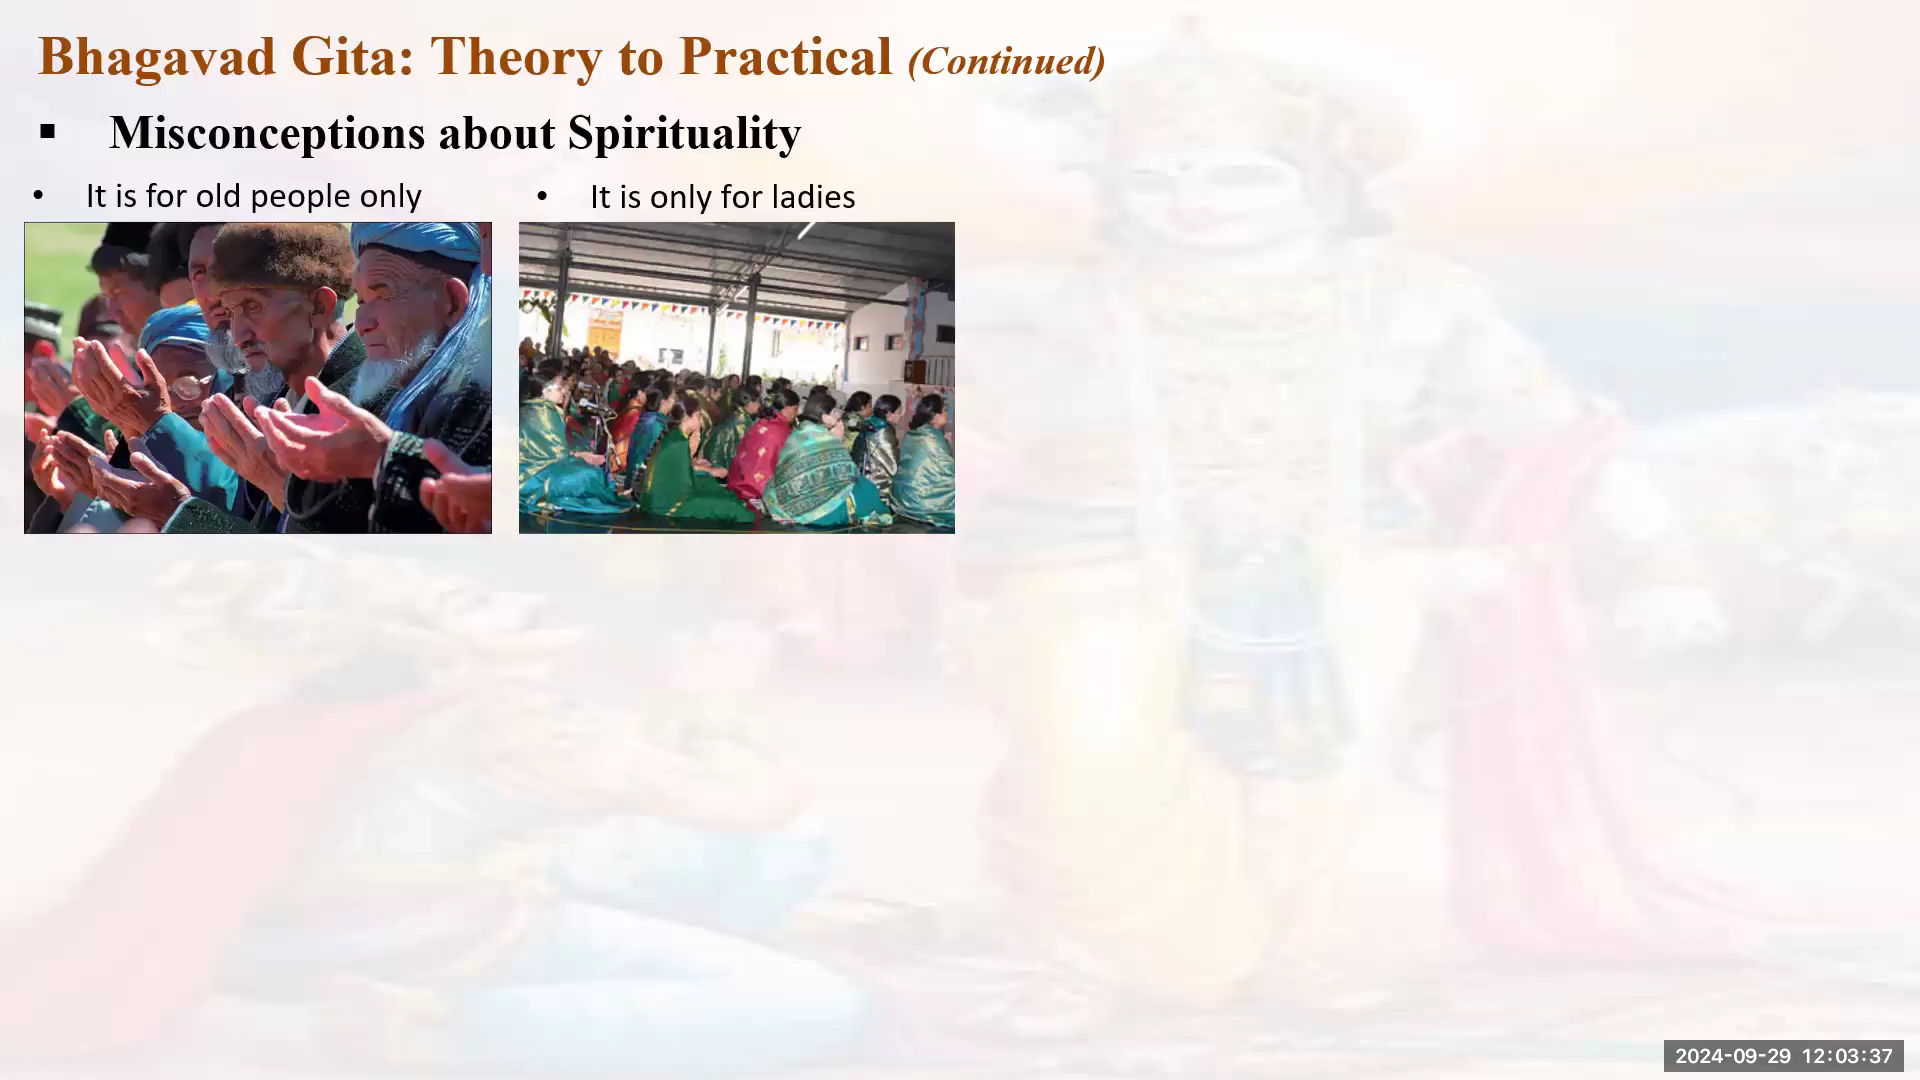 Bhagavad Gita: Theory to Practical (Continued)
▪ Misconceptions about Spirituality
• It is for old people only
• It is only for ladies
2024-09-29 12:03:37